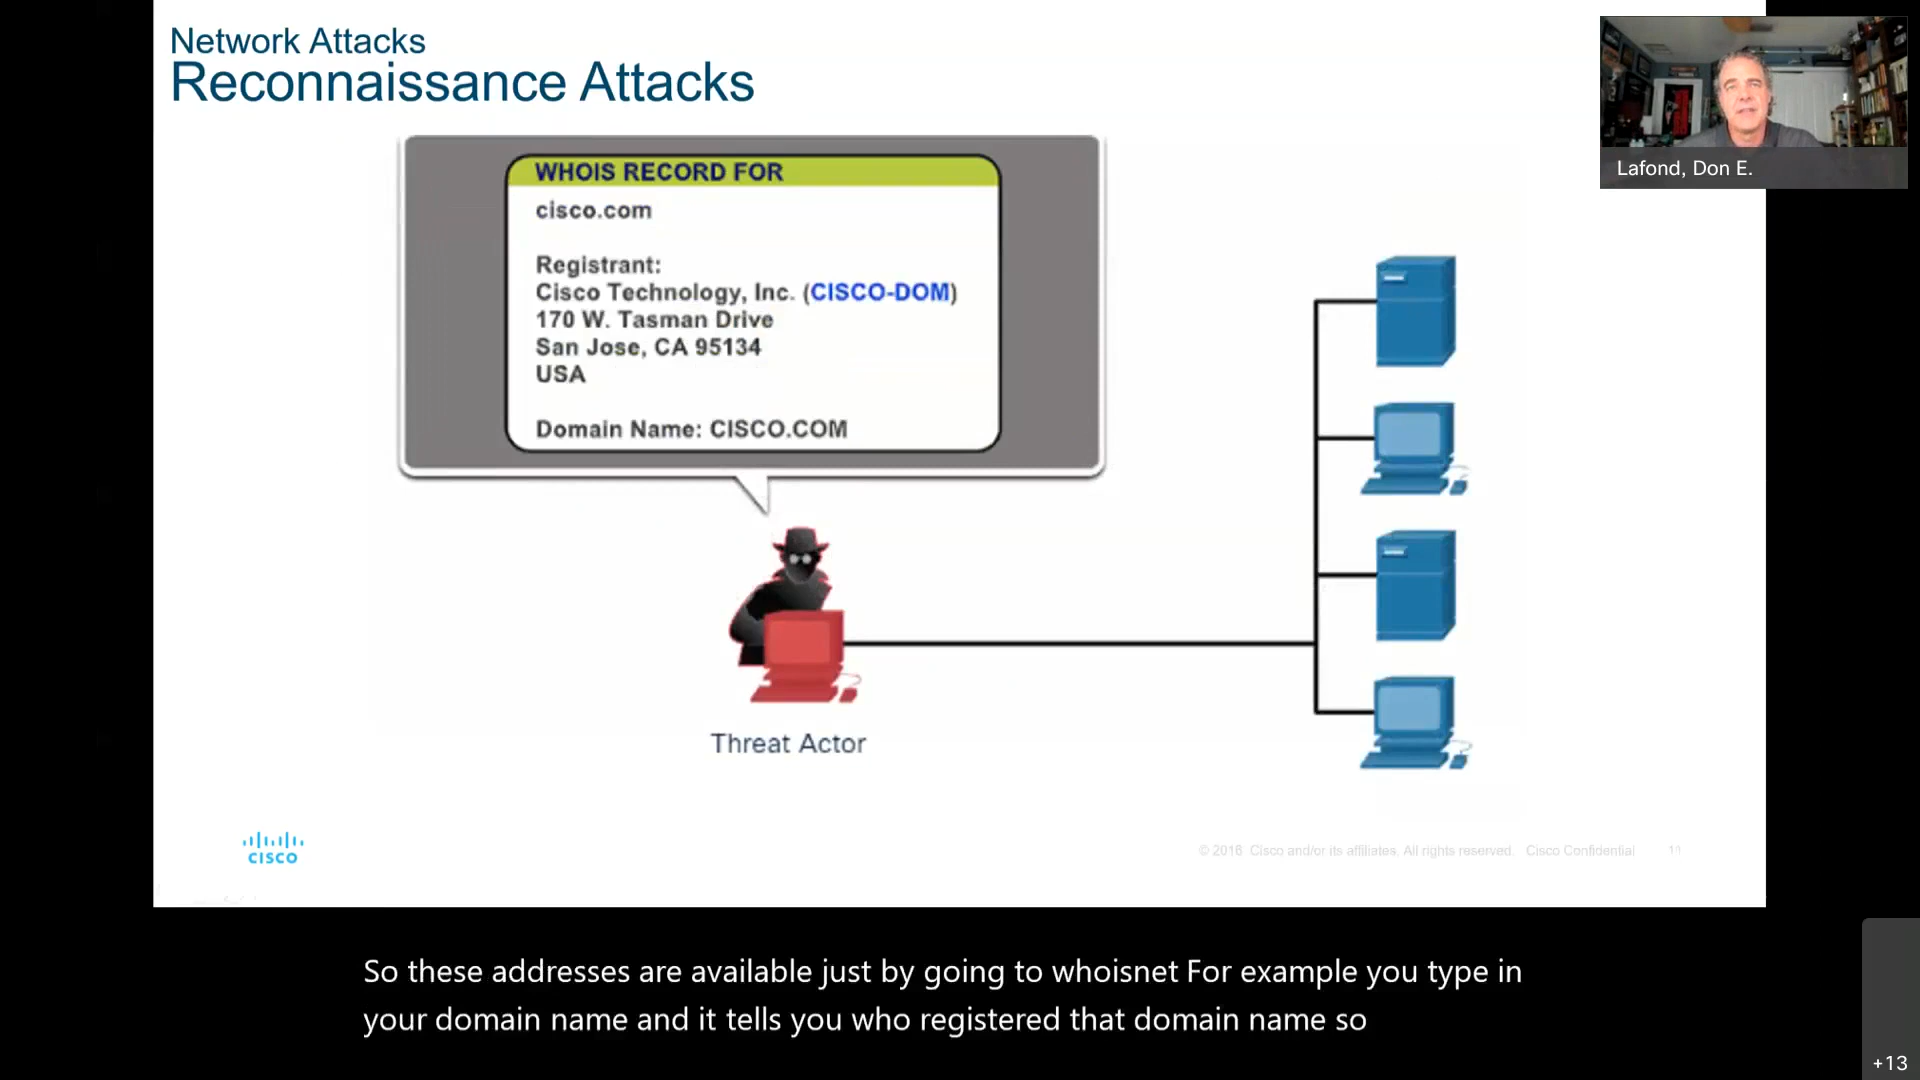 Network Attacks
Reconnaissance Attacks
WHOIS RECORD FOR
cisco.com
Registrant:
Cisco Technology, Inc. (CISCO-DOM)
170 W. Tasman Drive
San Jose, CA 95134
USA
Domain Name: CISCO.COM
Threat Actor
CISCO
© 2016 Cisco and/or its affiliates. All rights reserved. Cisco Confidential
Lafond, Don E.
So these addresses are available just by going to whoisnet For example you type in
your domain name and it tells you who registered that domain name so
+13